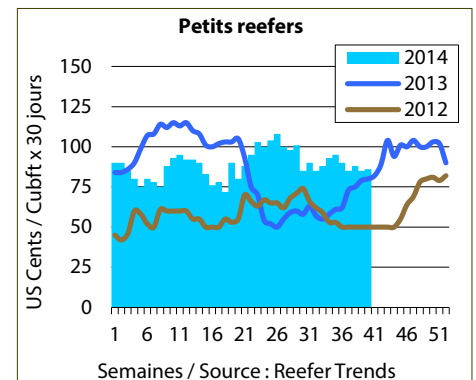 Petits reefers
US Cents / Cubft x 30 jours
150
125
100
75
50
25
0
2014
2013
2012
1 6 11 16 21 26 31 36 41 46 51
Semaines / Source : Reefer Trends